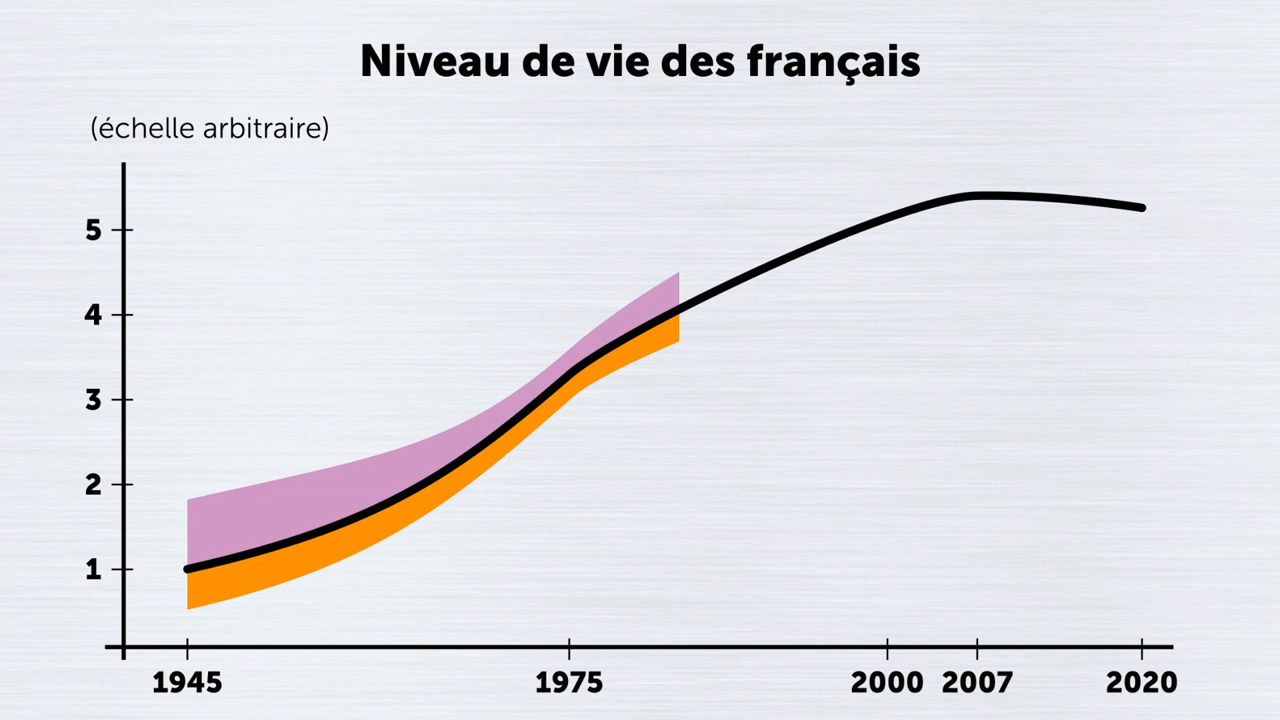 Niveau de vie des français
(échelle arbitraire)
5
4
3
2
1
1945 1975 2000 2007 2020